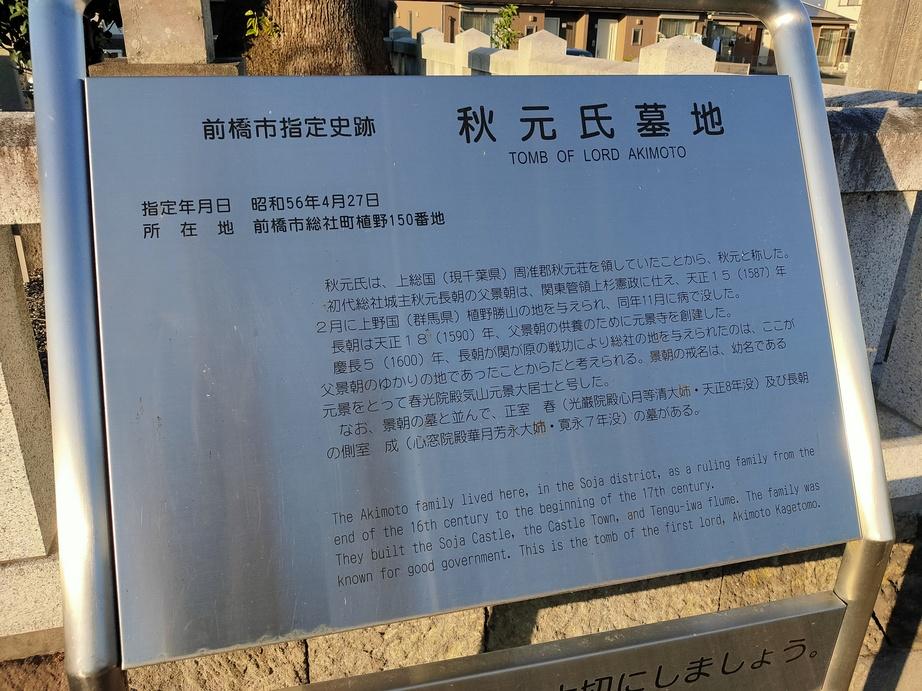 前橋市指定史跡
秋元氏墓地
TOMB OF LORD AKIMOTO
指定年月日　昭和56年4月27日
所　在　地　前橋市総社町植野150番地
秋元氏は、上総国（現千葉県）周准郡秋元荘を領していたことから、秋元と称した。
初代総社城主秋元長朝の父景朝は、関東管領上杉憲政に仕え、天正１５（1587）年
２月に上野国（群馬県）植野勝山の地を与えられ、同年11月に病で没した。
長朝は天正１８（1590）年、父景朝の供養のために元景寺を創建した。
慶長５（1600）年、長朝が関が原の戦功により総社の地を与えられたのは、ここが
父景朝のゆかりの地であったことからだと考えられる。景朝の戒名は、幼名である
元景をとって春光院殿気山元景大居士と号した。
なお、景朝の墓と並んで、正室　春（光巌院殿心月等清大姉・天正8年没）及び長朝
の側室　成（心窓院殿華月芳永大姉・寛永７年没）の墓がある。
The Akimoto family lived here, in the Soja district, as a ruling family from the
end of the 16th century to the beginning of the 17th century.
They built the Soja Castle, the Castle Town, and Tengu-iwa flume. The family was
known for good government. This is the tomb of the first lord, Akimoto Kagetomo.
切にしましょう。